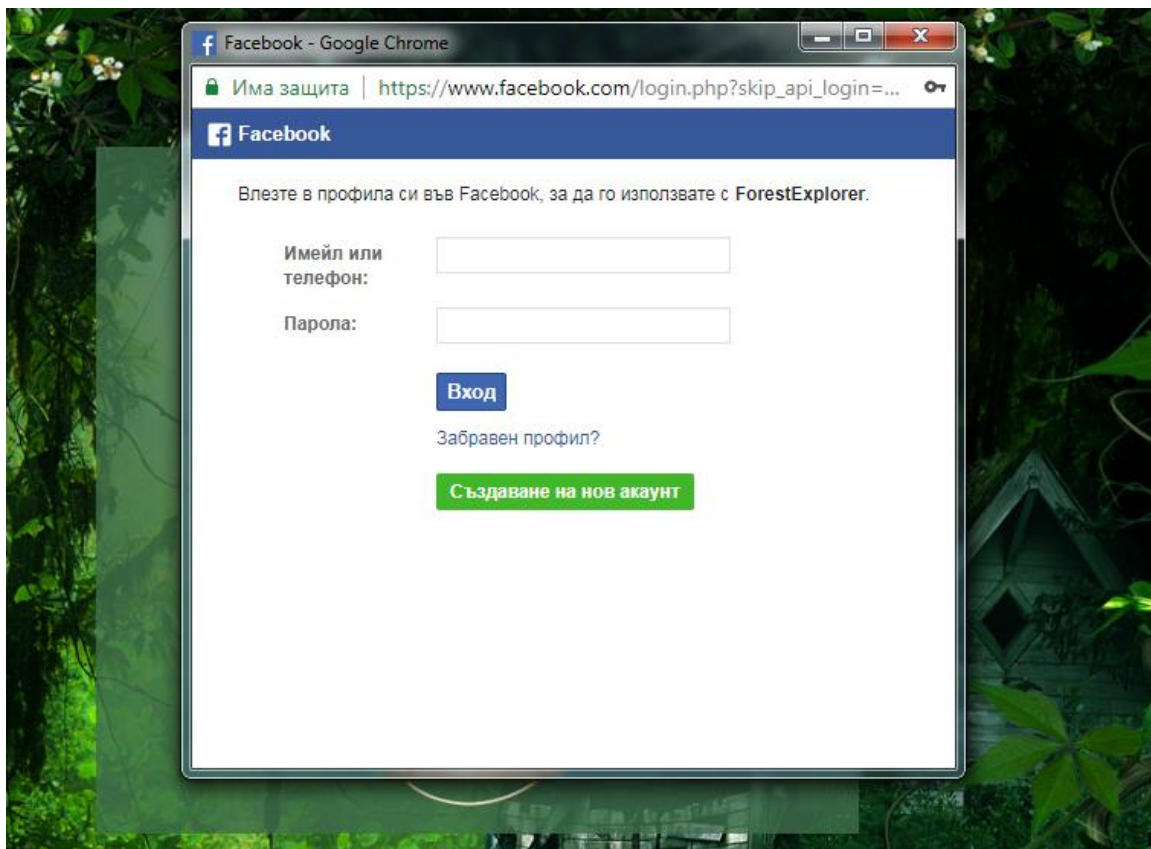 Facebook - Google Chrome
Има защита | https://www.facebook.com/login.php?skip_api_login=...
Facebook
Влезте в профила си във Facebook, за да го използвате с ForestExplorer.
Имейл или
телефон:
Парола:
Вход
Забравен профил?
Създаване на нов акаунт